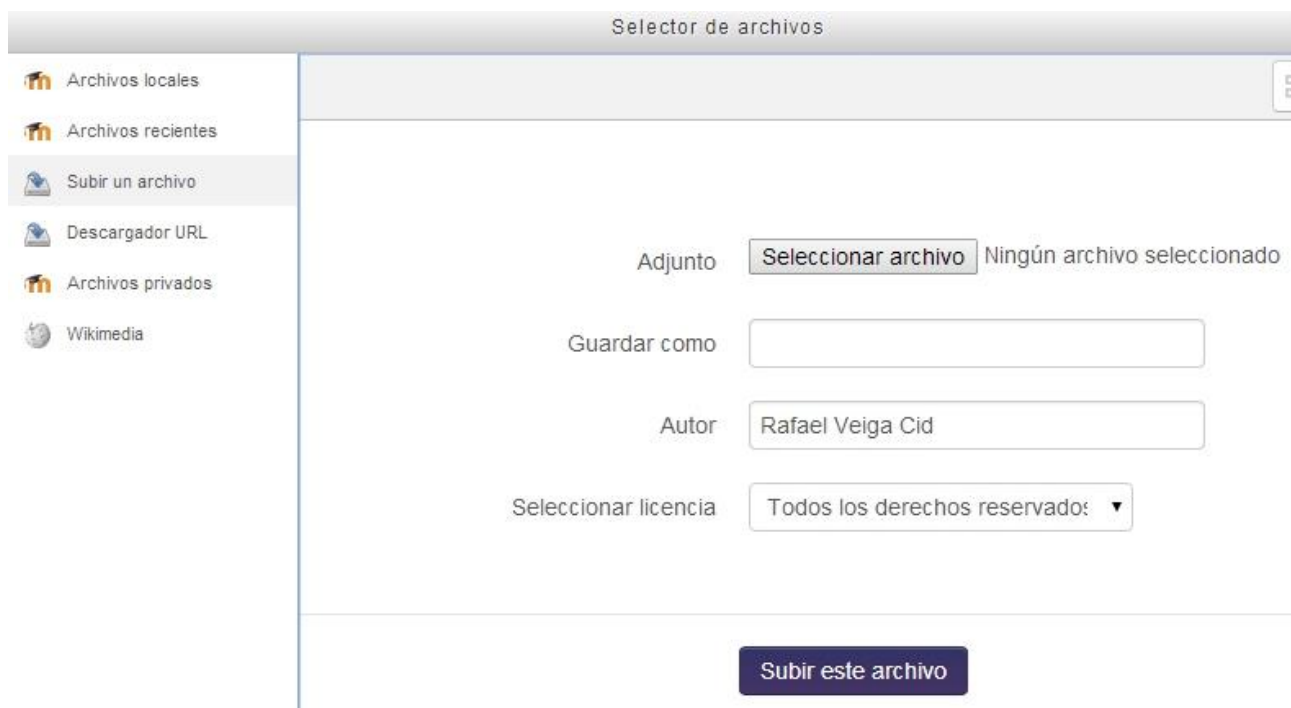 Selector de archivos
Archivos locales
Archivos recientes
Subir un archivo
Descargador URL
Archivos privados
Wikimedia
Adjunto Seleccionar archivo Ningún archivo seleccionado
Guardar como
Autor Rafael Veiga Cid
Seleccionar licencia Todos los derechos reservados
Subir este archivo